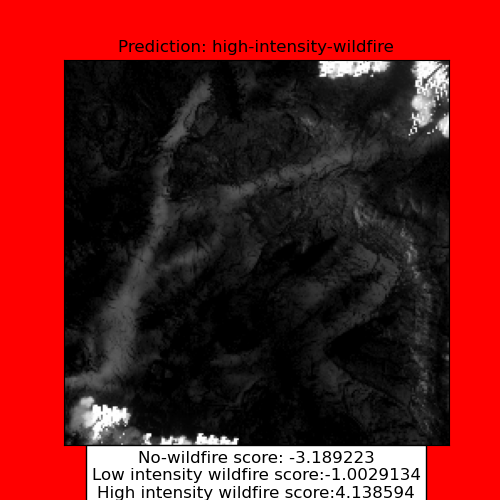 Prediction: high-intensity-wildfire
No-wildfire score: -3.189223
Low intensity wildfire score:-1.0029134
High intensity wildfire score:4.138594